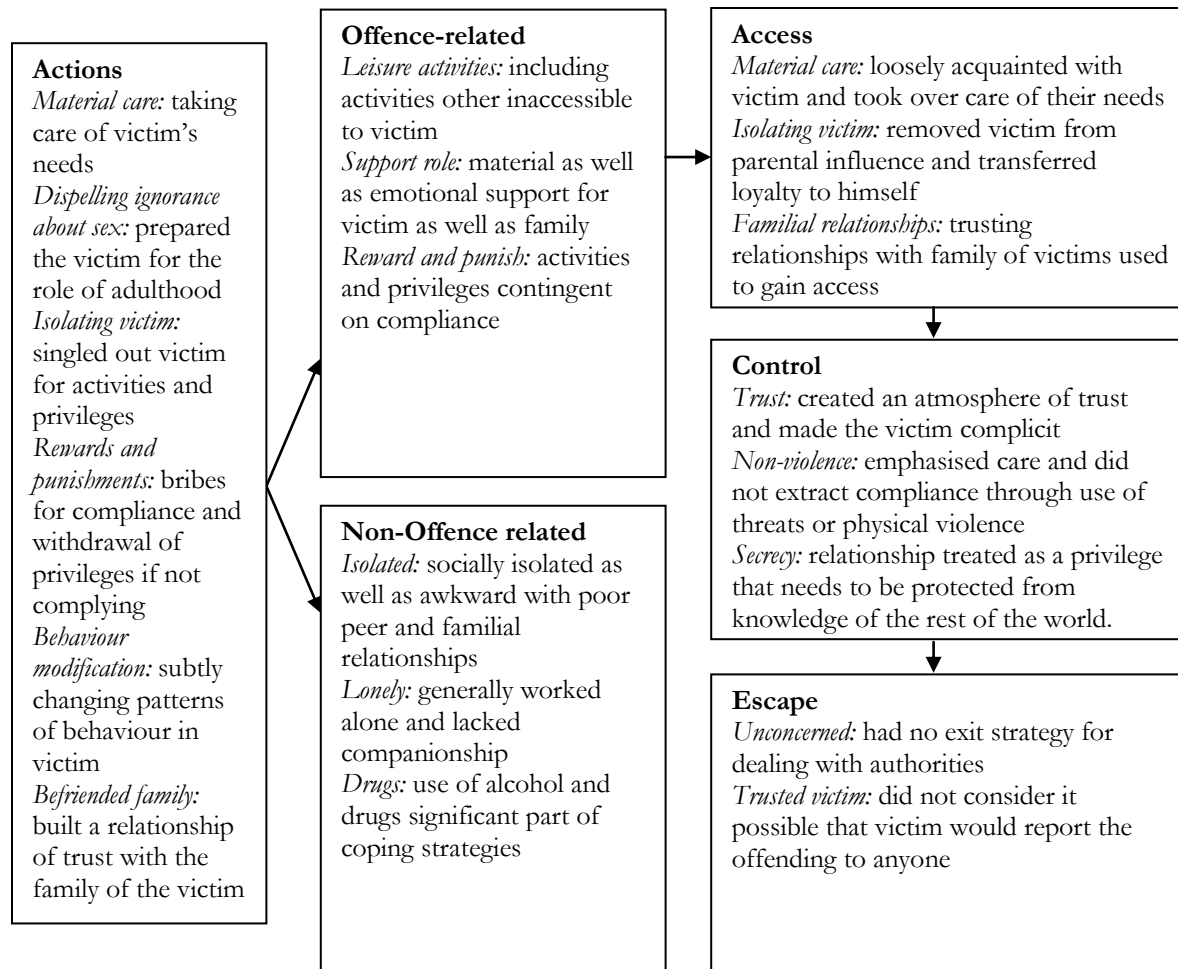 Actions
Material care: taking
care of victim's
needs
Dispelling ignorance
about sex: prepared
the victim for the
role of adulthood
Isolating victim:
singled out victim
for activities and
privileges
Rewards and
punishments: bribes
for compliance and
withdrawal of
privileges if not
complying
Behaviour
modification: subtly
changing patterns
of behaviour in
victim
Befriended family:
built a relationship
of trust with the
family of the victim
Offence-related
Leisure activities: including
activities other inaccessible
to victim
Support role: material as well
as emotional support for
victim as well as family
Reward and punish: activities
and privileges contingent
on compliance
Non-Offence related
Isolated: socially isolated as
well as awkward with poor
peer and familial
relationships
Lonely: generally worked
alone and lacked
companionship
Drugs: use of alcohol and
drugs significant part of
coping strategies
Access
Material care: loosely acquainted with
victim and took over care of their needs
Isolating victim: removed victim from
parental influence and transferred
loyalty to himself
Familial relationships: trusting
relationships with family of victims used
to gain access
Control
Trust: created an atmosphere of trust
and made the victim complicit
Non-violence: emphasised care and did
not extract compliance through use of
threats or physical violence
Secrecy: relationship treated as a privilege
that needs to be protected from
knowledge of the rest of the world.
Escape
Unconcerned: had no exit strategy for
dealing with authorities
Trusted victim: did not consider it
possible that victim would report the
offending to anyone